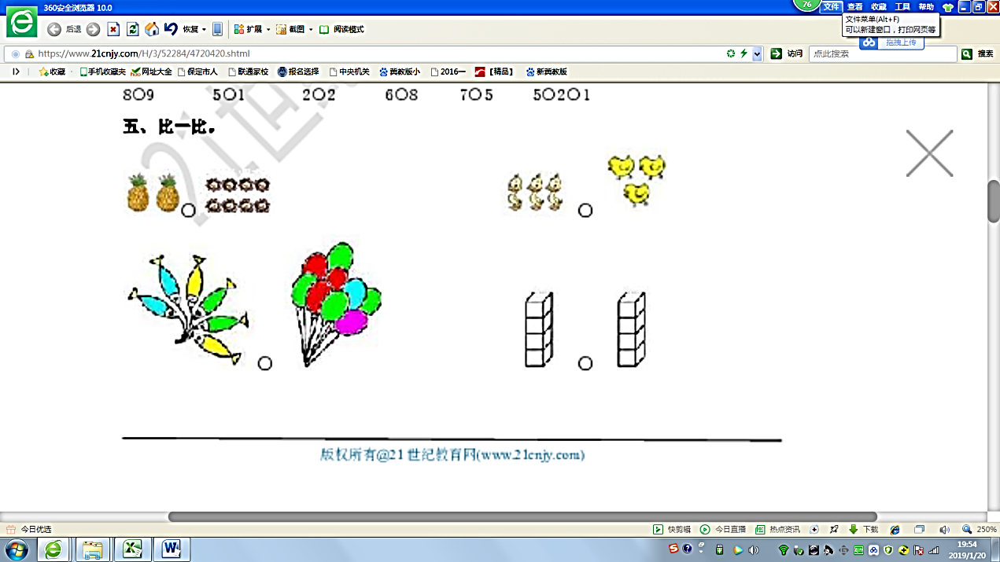 360安全浏览器 10.0
76
文件 查看 收藏 工具 帮助
文件菜单(Alt+F)
可以新建窗口，打印网页等
后退 恢复 扩展 截图 阅读模式
拖拽上传
https://www.21cnjy.com/H/3/52284/4720420.shtml
访问 点此搜索 搜索
收藏 手机收藏夹 网址大全 保定市人 联通家校 报名选择 中央机关 冀教版小 2016一 【精品】 新冀教版
8○9 5○1 2○2 6○8 7○5 5○2○1
五、比一比。
21世
版权所有@21世纪教育网(www.21cnjy.com)
今日优选 快剪辑 今日直播 热点资讯 下载 250%
19:54
2019/1/20